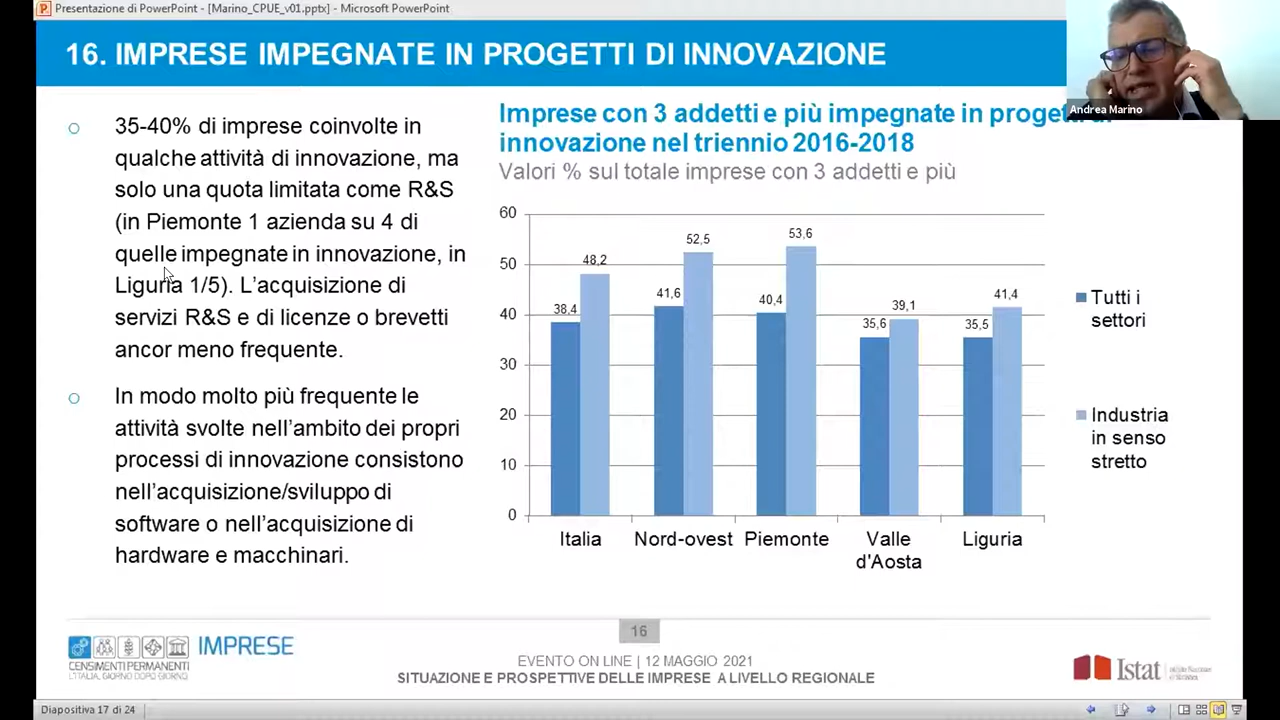 Presentazione di PowerPoint - [Marino_CPUE_v01.pptx] - Microsoft PowerPoint
16. IMPRESE IMPEGNATE IN PROGETTI DI INNOVAZIONE
Andrea Marino
35-40% di imprese coinvolte in
qualche attività di innovazione, ma
solo una quota limitata come R&S
(in Piemonte 1 azienda su 4 di
quelle impegnate in innovazione, in
Liguria 1/5). L'acquisizione di
servizi R&S e di licenze o brevetti
ancor meno frequente.
In modo molto più frequente le
attività svolte nell'ambito dei propri
processi di innovazione consistono
nell'acquisizione/sviluppo di
software o nell'acquisizione di
hardware e macchinari.
Imprese con 3 addetti e più impegnate in progetti di
innovazione nel triennio 2016-2018
Valori % sul totale imprese con 3 addetti e più
60
50
40
30
20
10
0
38,4
48,2
41,6
52,5
40,4
53,6
35,6
39,1
35,5
41,4
Italia
Nord-ovest
Piemonte
Valle
d'Aosta
Liguria
Tutti i
settori
Industria
in senso
stretto
CENSIMENTI PERMANENTI
L'ITALIA, GIORNO DOPO GIORNO
IMPRESE
16
EVENTO ON LINE | 12 MAGGIO 2021
SITUAZIONE E PROSPETTIVE DELLE IMPRESE A LIVELLO REGIONALE
Istat
Diapositiva 17 di 24